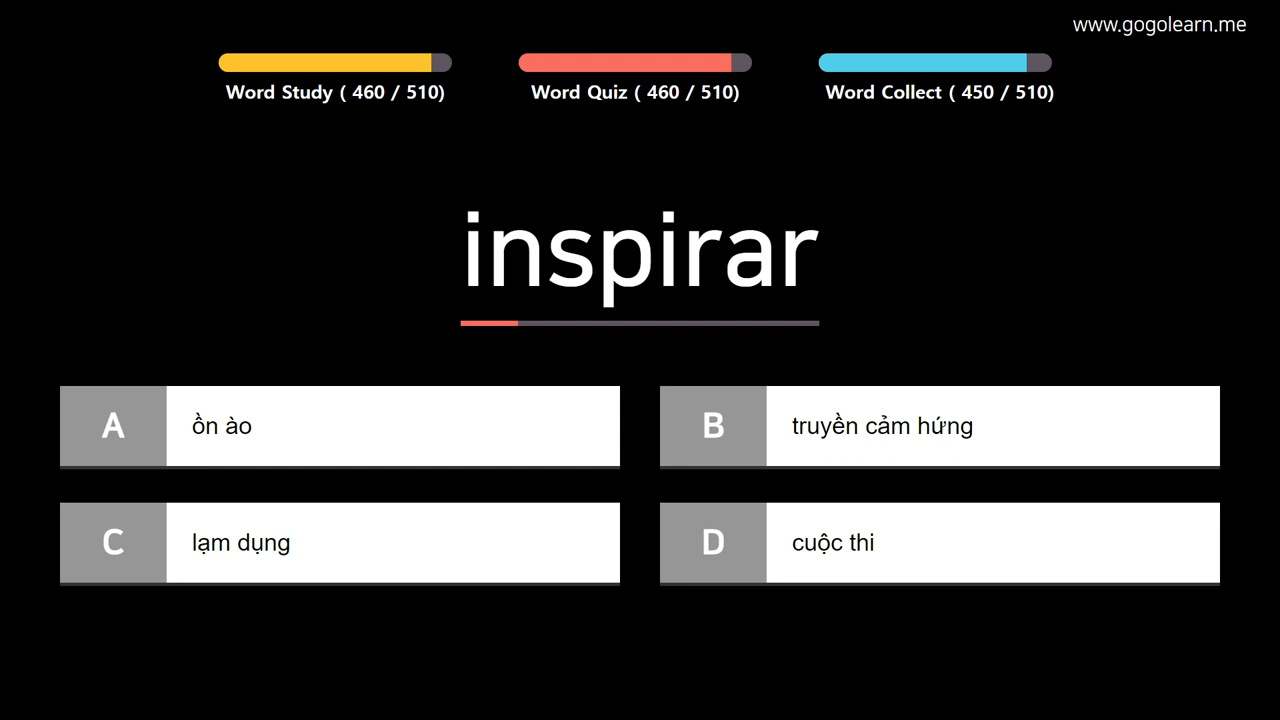 www.gogolearn.me
Word Study ( 460 / 510)
Word Quiz ( 460 / 510)
Word Collect ( 450 / 510)
inspirar
A
ồn ào
B
truyền cảm hứng
C
lạm dụng
D
cuộc thi